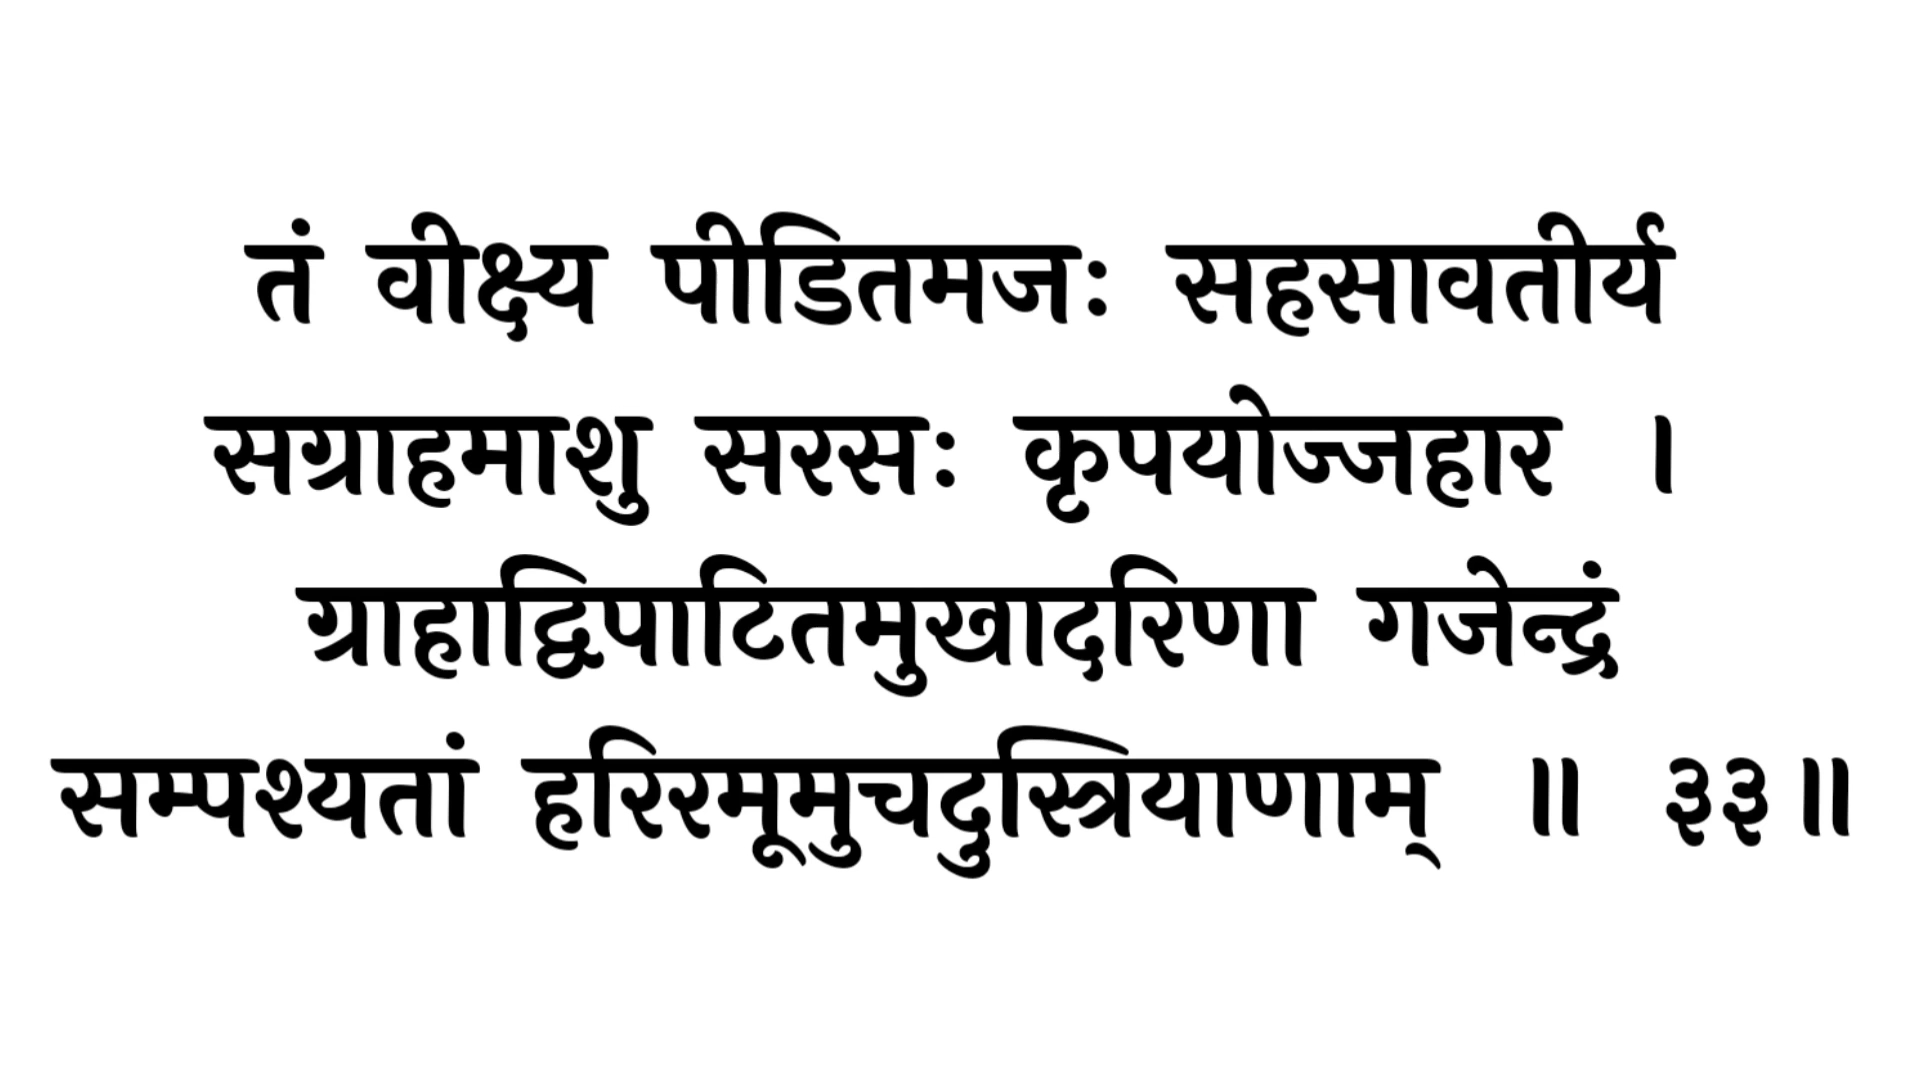 तं वीक्ष्य पीडितमजः सहसावतीर्य
सग्राहमाशु सरसः कृपयोज्जहार ।
ग्राहाद्विपाटितमुखादरिणा गजेन्द्रं
सम्पश्यतां हरिरमूमुचदुस्त्रियाणाम् ॥ ३३॥